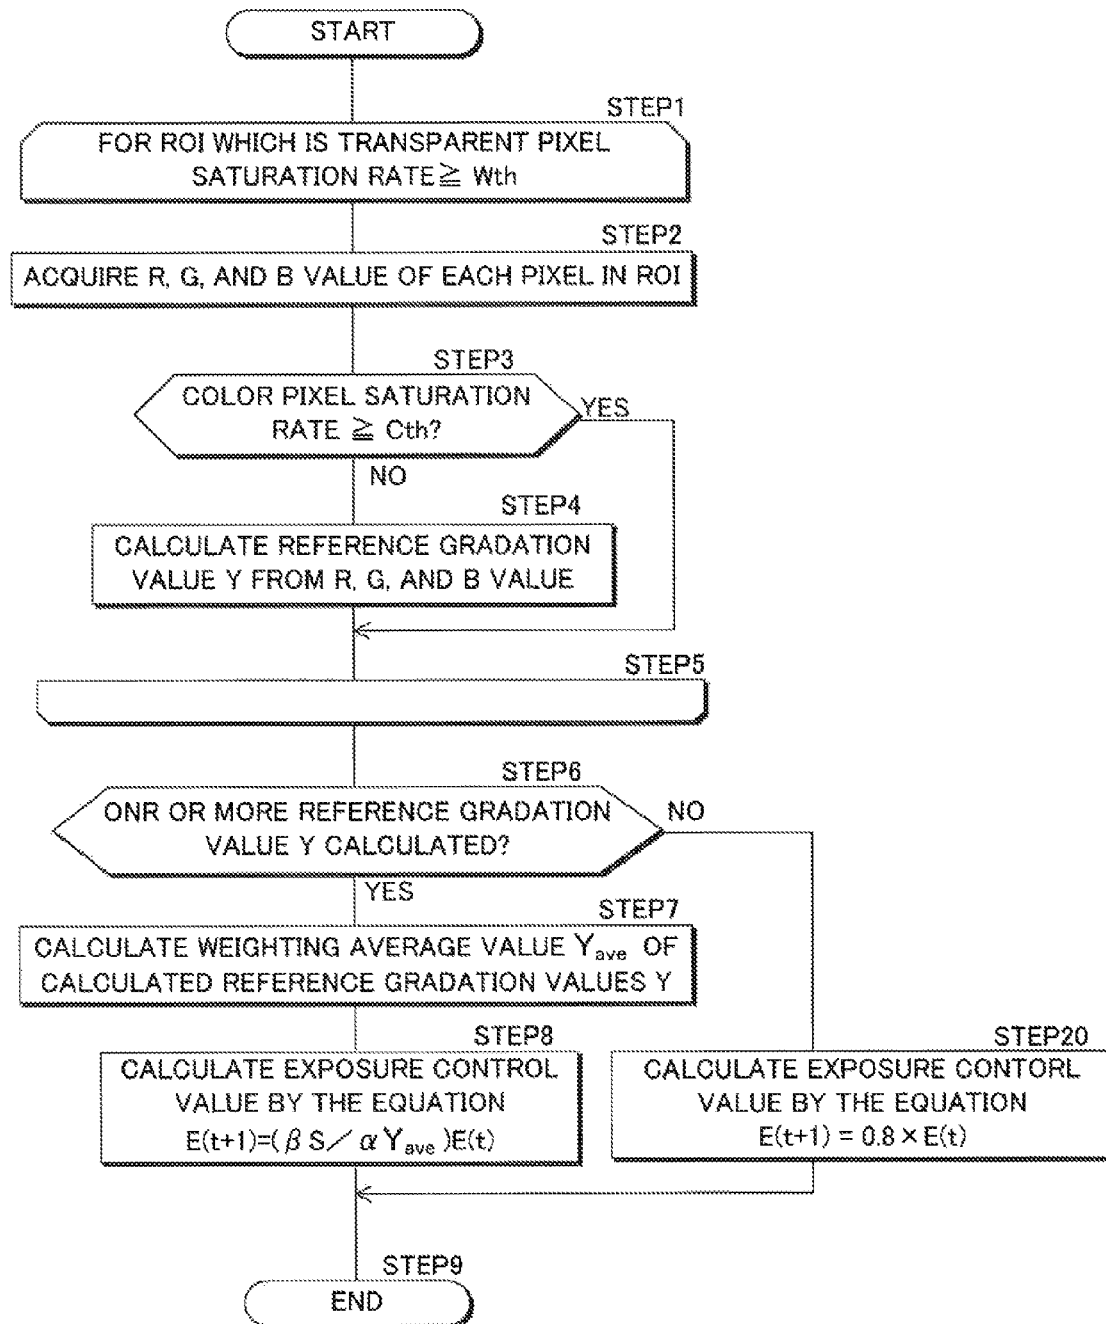 START
STEP1
FOR ROI WHICH IS TRANSPARENT PIXEL
SATURATION RATE≧ Wth
STEP2
ACQUIRE R, G, AND B VALUE OF EACH PIXEL IN ROI
STEP3
COLOR PIXEL SATURATION
RATE ≧ Cth?
YES
NO
STEP4
CALCULATE REFERENCE GRADATION
VALUE Y FROM R, G, AND B VALUE
STEP5
STEP6
ONR OR MORE REFERENCE GRADATION
VALUE Y CALCULATED?
NO
YES
STEP7
CALCULATE WEIGHTING AVERAGE VALUE Yave OF
CALCULATED REFERENCE GRADATION VALUES Y
STEP8
CALCULATE EXPOSURE CONTROL
VALUE BY THE EQUATION
E(t+1)=(β S／α Yave)E(t)
STEP20
CALCULATE EXPOSURE CONTORL
VALUE BY THE EQUATION
E(t+1) = 0.8 × E(t)
STEP9
END